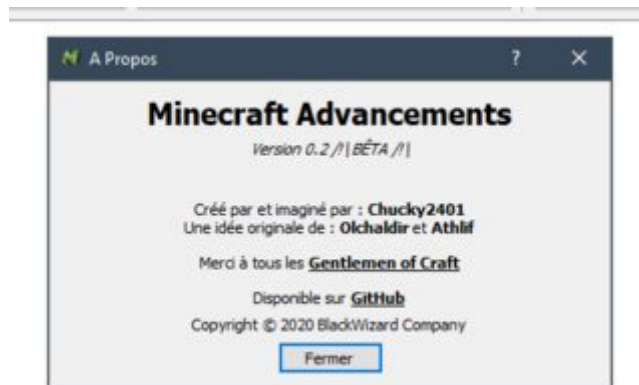 A Propos
Minecraft Advancements
Version 0.2 /!\ BÊTA /!\
Créé par et imaginé par : Chucky2401
Une idée originale de : Olchaldir et Athlif
Merci à tous les Gentlemen of Craft
Disponible sur GitHub
Copyright © 2020 BlackWizard Company
Fermer